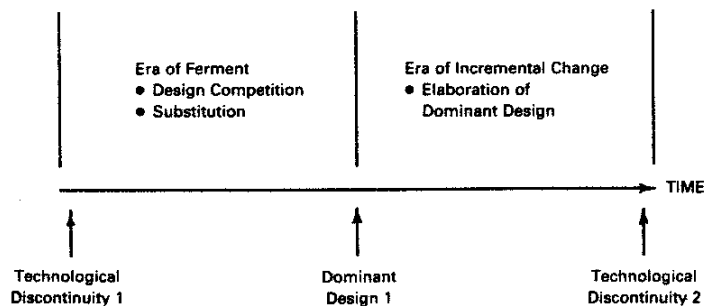 Era of Ferment
● Design Competition
● Substitution
Era of Incremental Change
● Elaboration of
Dominant Design
TIME
Technological
Discontinuity 1
Dominant
Design 1
Technological
Discontinuity 2